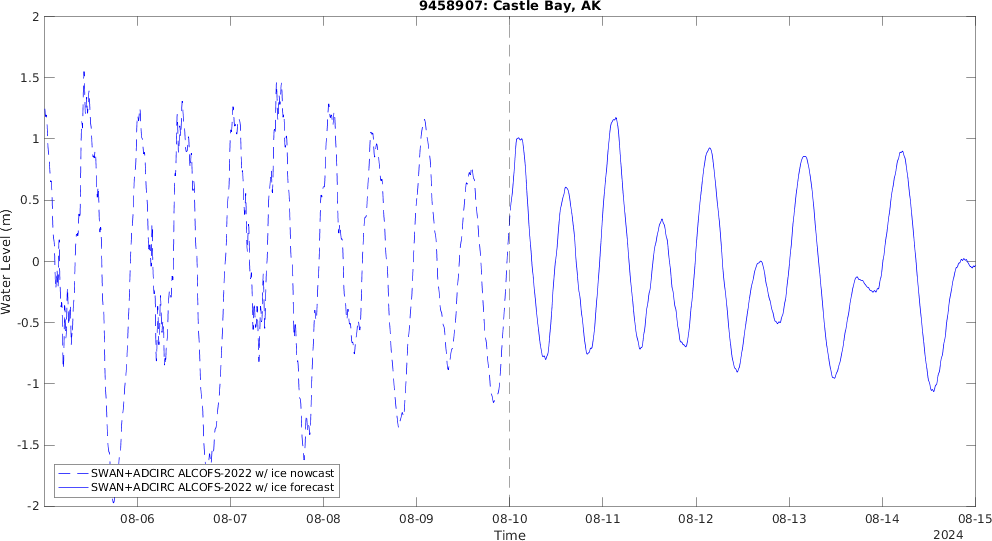 9458907: Castle Bay, AK
2
1.5
1
0.5
0
-0.5
-1
-1.5
-2
Water Level (m)
SWAN+ADCIRC ALCOFS-2022 w/ ice nowcast
SWAN+ADCIRC ALCOFS-2022 w/ ice forecast
08-06 08-07 08-08 08-09 08-10 08-11 08-12 08-13 08-14 08-15
Time
2024